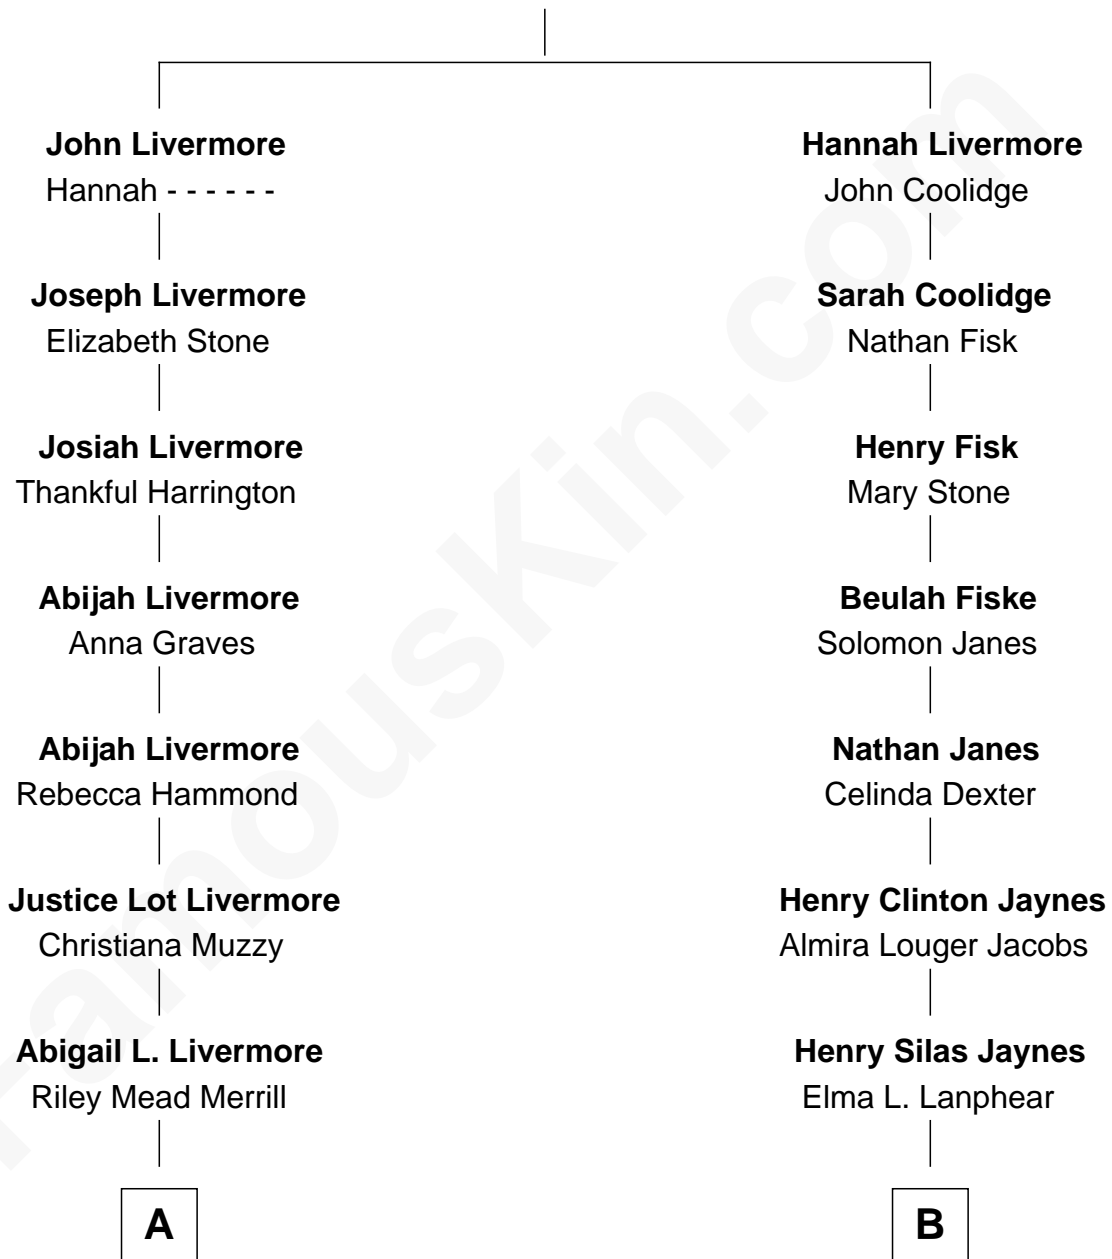 John Livermore
Hannah - - - - - -
Hannah Livermore
John Coolidge
Joseph Livermore
Elizabeth Stone
Sarah Coolidge
Nathan Fisk
Josiah Livermore
Thankful Harrington
Henry Fisk
Mary Stone
Abijah Livermore
Anna Graves
Beulah Fiske
Solomon Janes
Abijah Livermore
Rebecca Hammond
Nathan Janes
Celinda Dexter
Justice Lot Livermore
Christiana Muzzy
Henry Clinton Jaynes
Almira Louger Jacobs
Abigail L. Livermore
Riley Mead Merrill
Henry Silas Jaynes
Elma L. Lanphear
A
B
FamousKin.com